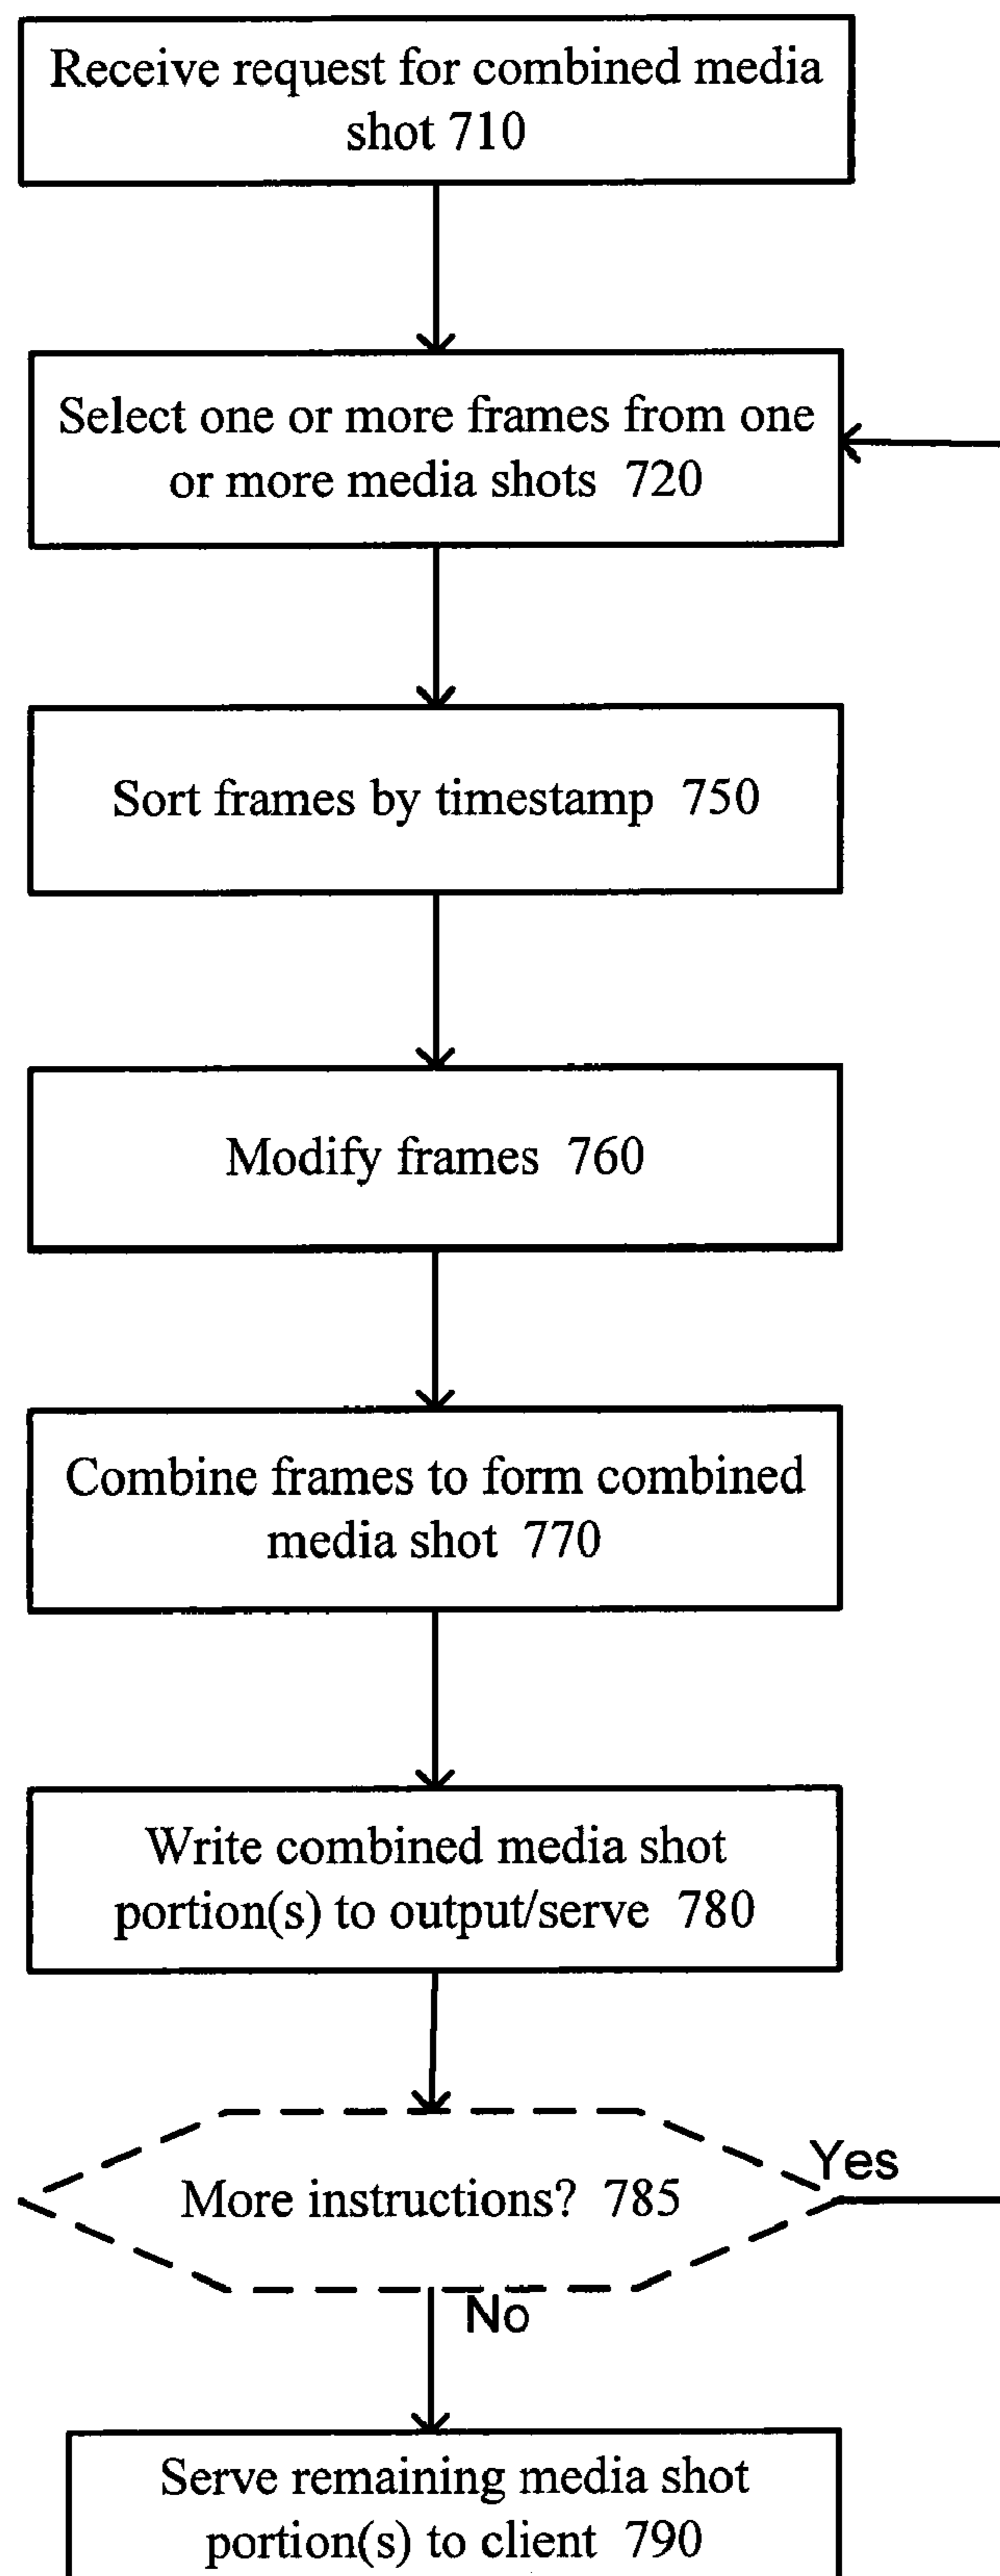 Receive request for combined media
shot 710
Select one or more frames from one
or more media shots 720
Sort frames by timestamp 750
Modify frames 760
Combine frames to form combined
media shot 770
Write combined media shot
portion(s) to output/serve 780
More instructions? 785
Yes
No
Serve remaining media shot
portion(s) to client 790